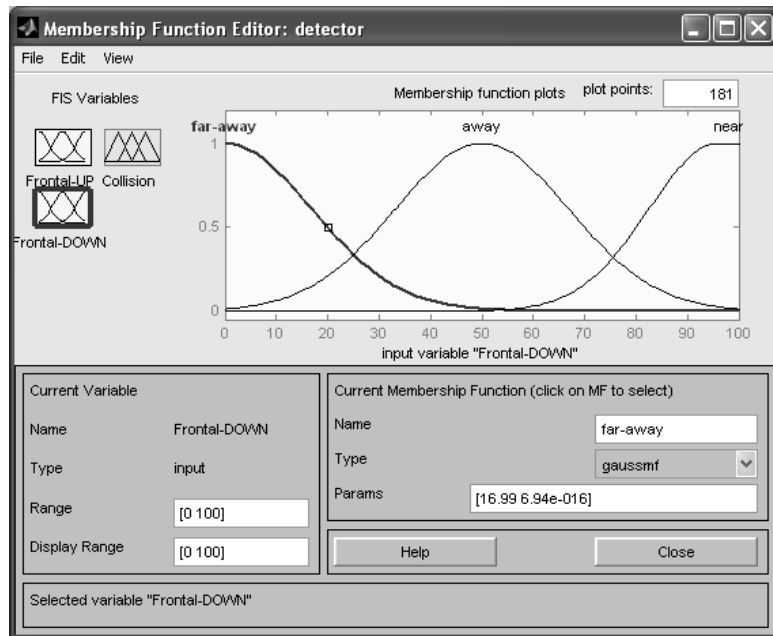 Membership Function Editor: detector
File Edit View
FIS Variables
Membership function plots plot points: 181
far-away away near
Frontal-UP Collision
Frontal-DOWN
1
0.5
0
0 10 20 30 40 50 60 70 80 90 100
input variable "Frontal-DOWN"
Current Variable
Name Frontal-DOWN
Type input
Range [0 100]
Display Range [0 100]
Current Membership Function (click on MF to select)
Name far-away
Type gaussmf
Params [16.99 6.94e-016]
Help Close
Selected variable "Frontal-DOWN"